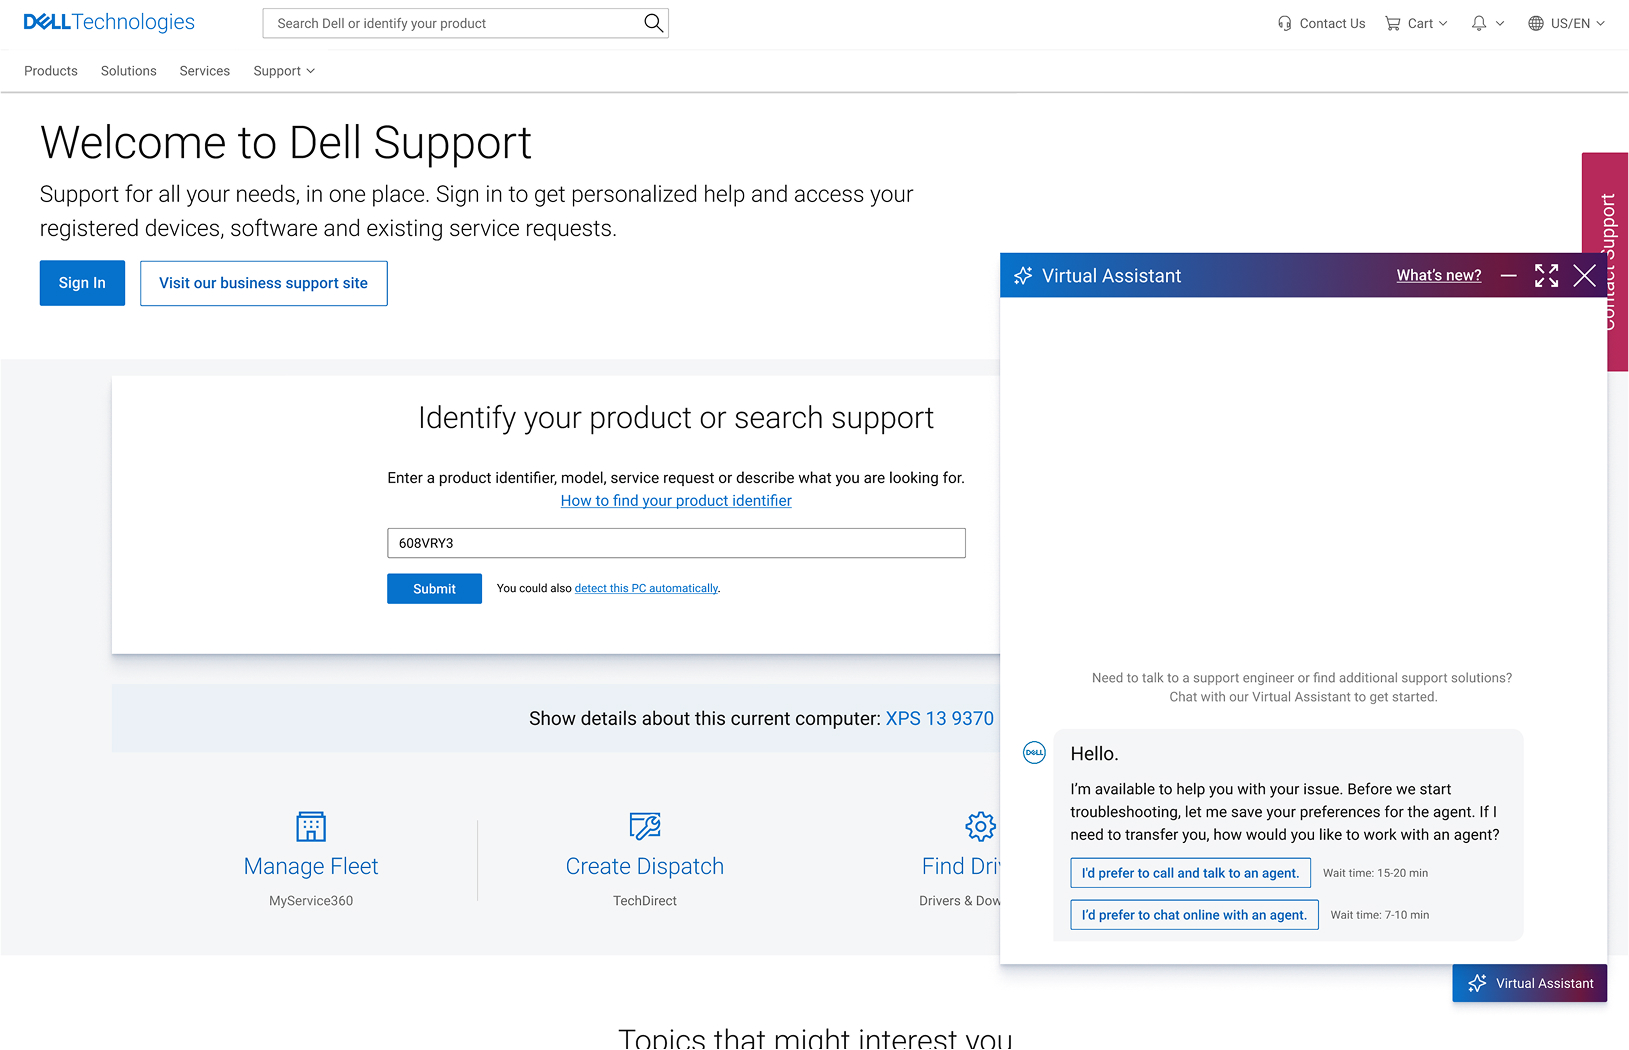 DELLTechnologies
Search Dell or identify your product
Contact Us
Cart
US/EN
Products
Solutions
Services
Support
Welcome to Dell Support
Support for all your needs, in one place. Sign in to get personalized help and access your
registered devices, software and existing service requests.
Sign In
Visit our business support site
Contact Support
Virtual Assistant
What's new?
Identify your product or search support
Enter a product identifier, model, service request or describe what you are looking for.
How to find your product identifier
608VRY3
Submit
You could also detect this PC automatically.
Show details about this current computer: XPS 13 9370
Manage Fleet
MyService360
Create Dispatch
TechDirect
Find Dri
Drivers & Dow
Need to talk to a support engineer or find additional support solutions?
Chat with our Virtual Assistant to get started.
DELL
Hello.
I'm available to help you with your issue. Before we start
troubleshooting, let me save your preferences for the agent. If I
need to transfer you, how would you like to work with an agent?
I'd prefer to call and talk to an agent.
Wait time: 15-20 min
I'd prefer to chat online with an agent.
Wait time: 7-10 min
Virtual Assistant
Topics that might interest you